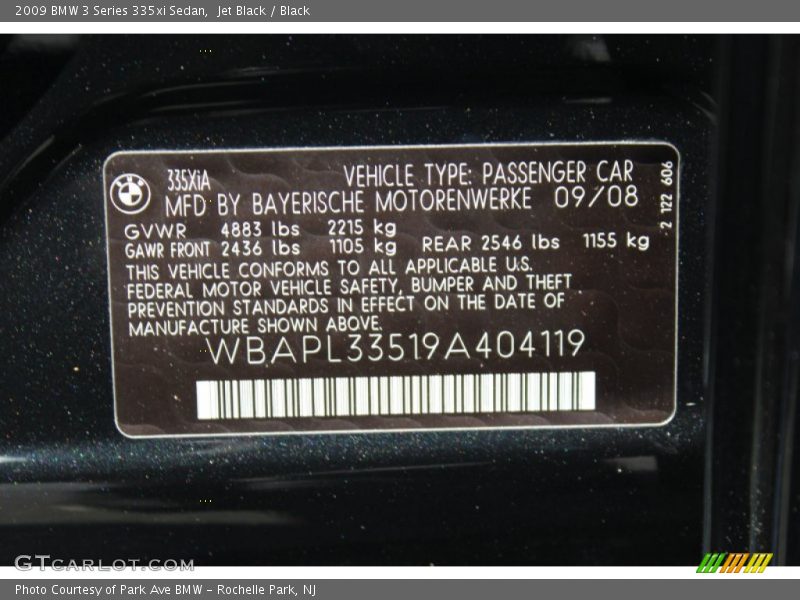 2009 BMW 3 Series 335xi Sedan, Jet Black / Black
335XiA VEHICLE TYPE: PASSENGER CAR
MFD BY BAYERISCHE MOTORENWERKE 09/08
2 122 606
GVWR 4883 lbs 2215 kg
GAWR FRONT 2436 lbs 1105 kg REAR 2546 lbs 1155 kg
THIS VEHICLE CONFORMS TO ALL APPLICABLE U.S.
FEDERAL MOTOR VEHICLE SAFETY, BUMPER AND THEFT
PREVENTION STANDARDS IN EFFECT ON THE DATE OF
MANUFACTURE SHOWN ABOVE.
WBAPL33519A404119
GTCARLOT.COM
Photo Courtesy of Park Ave BMW - Rochelle Park, NJ